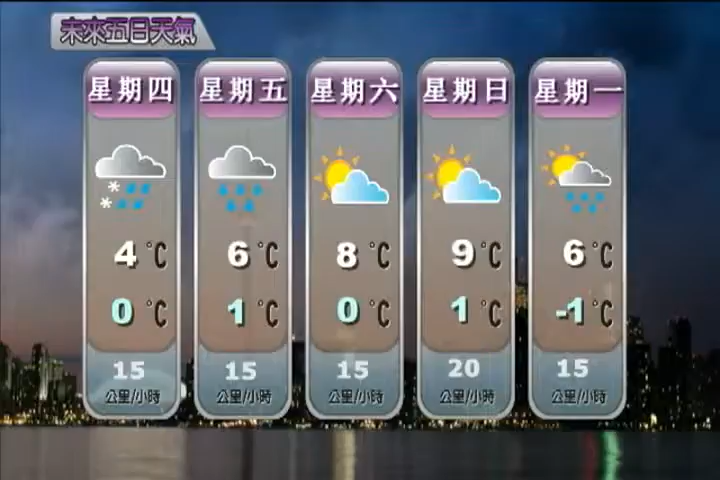 未來五日天氣
星期四 星期五 星期六 星期日 星期一
4°C 6°C 8°C 9°C 6°C
0°C 1°C 0°C 1°C -1°C
15 15 15 20 15
公里/小時 公里/小時 公里/小時 公里/小時 公里/小時